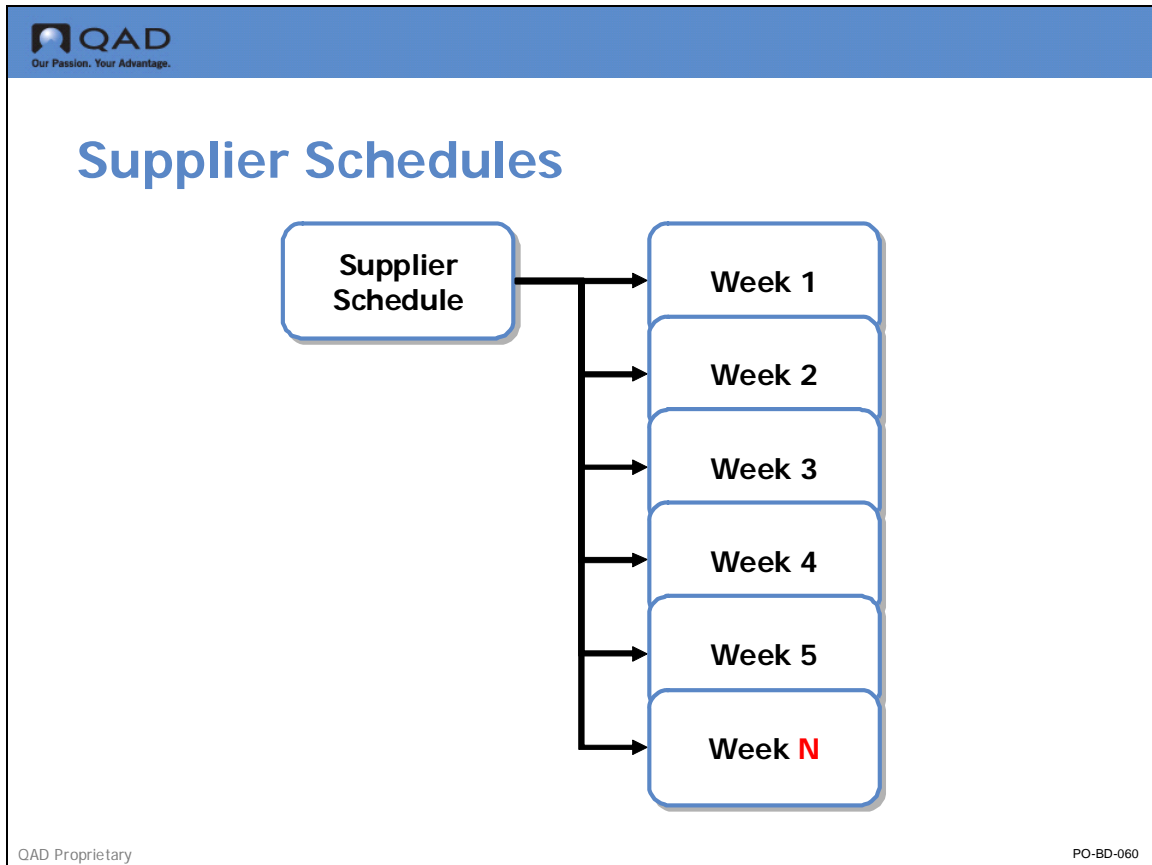 QAD
Our Passion. Your Advantage.
Supplier Schedules
Supplier
Schedule
Week 1
Week 2
Week 3
Week 4
Week 5
Week N
QAD Proprietary
PO-BD-060